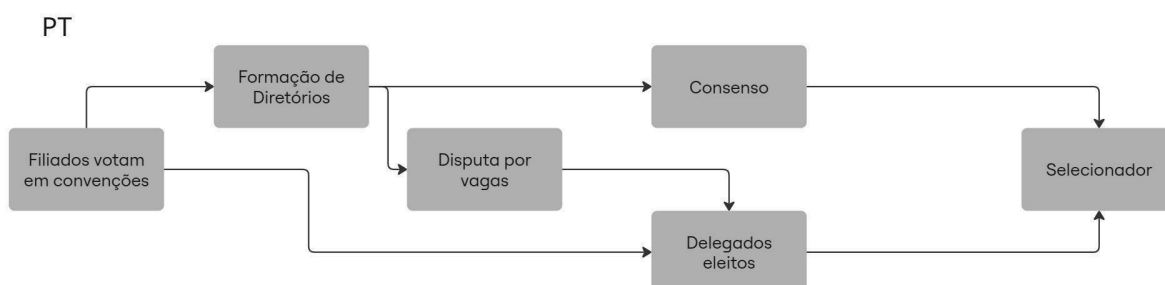 PT
Formação de
Diretórios
Consenso
Filiados votam
em convenções
Disputa por
vagas
Selecionador
Delegados
eleitos